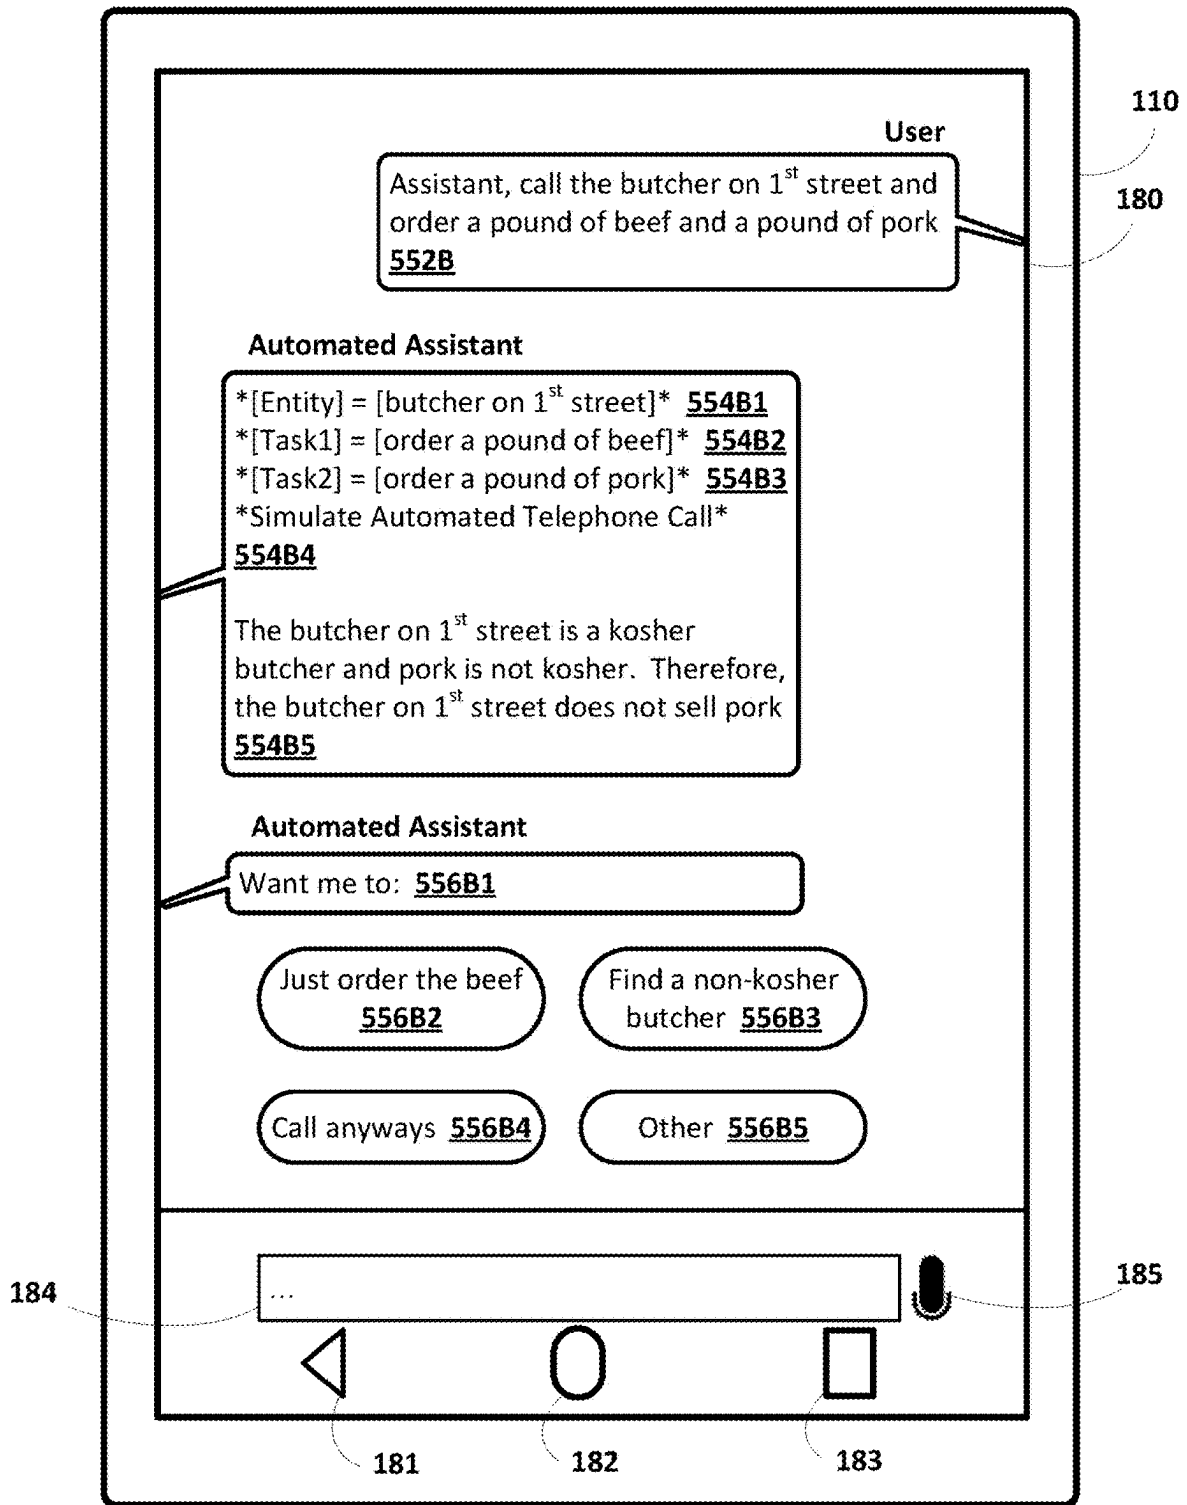 110
User
Assistant, call the butcher on 1st street and
order a pound of beef and a pound of pork
552B
180
Automated Assistant
*[Entity] = [butcher on 1st street]* 554B1
*[Task1] = [order a pound of beef]* 554B2
*[Task2] = [order a pound of pork]* 554B3
*Simulate Automated Telephone Call*
554B4
The butcher on 1st street is a kosher
butcher and pork is not kosher. Therefore,
the butcher on 1st street does not sell pork
554B5
Automated Assistant
Want me to: 556B1
Just order the beef
556B2
Find a non-kosher
butcher 556B3
Call anyways 556B4
Other 556B5
184
...
185
181
182
183